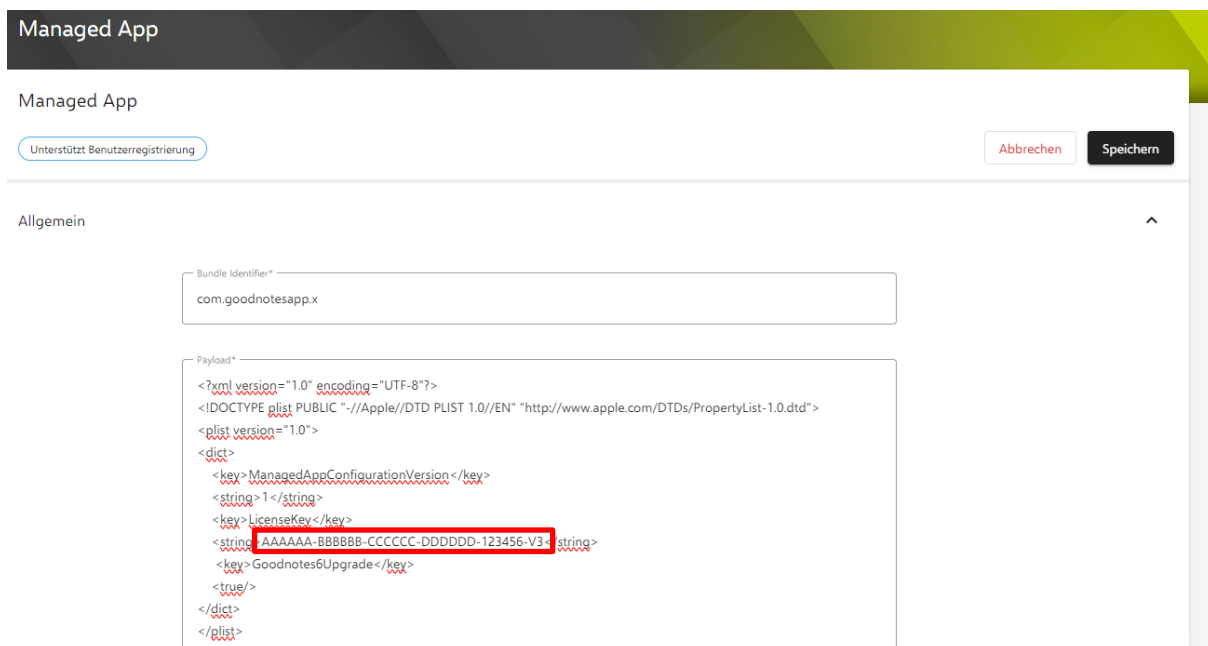 Managed App
Managed App
Unterstützt Benutzerregistrierung
Abbrechen
Speichern
Allgemein
Bundle Identifier*
com.goodnotesapp.x
Payload*
<?xml version="1.0" encoding="UTF-8"?>
<!DOCTYPE plist PUBLIC "-//Apple//DTD PLIST 1.0//EN" "http://www.apple.com/DTDs/PropertyList-1.0.dtd">
<plist version="1.0">
<dict>
<key>ManagedAppConfigurationVersion</key>
<string>1</string>
<key>LicenseKey</key>
<string>AAAAAA-BBBBBB-CCCCCC-DDDDDD-123456-V3</string>
<key>Goodnotes6Upgrade</key>
<true/>
</dict>
</plist>